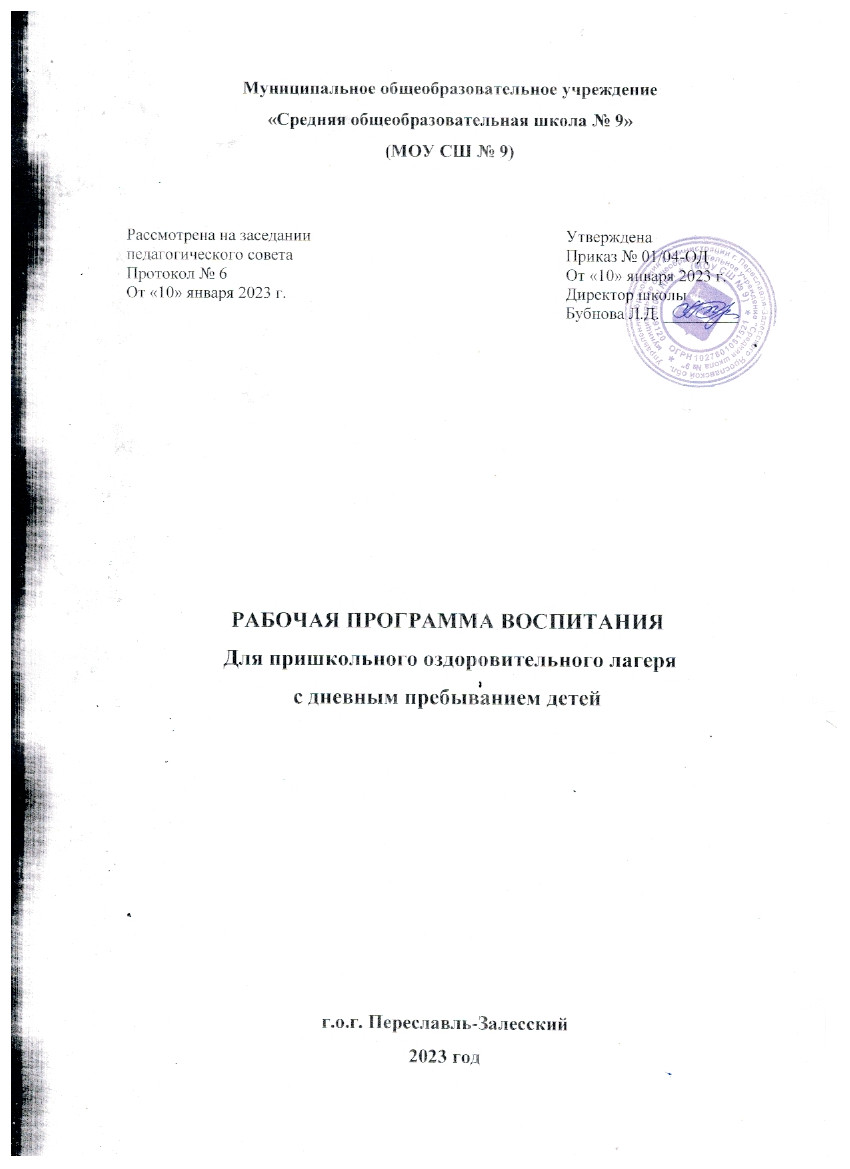 Муниципальное общеобразовательное учреждение
«Средняя общеобразовательная школа № 9»
(МОУ СШ № 9)
Рассмотрена на заседании
педагогического совета
Протокол № 6
От «10» января 2023 г.
Утверждена
Приказ № 01/04-ОД
От «10» января 2023 г.
Директор школы
Бубнова Л.Д.
ОГРН 1027601051521
РАБОЧАЯ ПРОГРАММА ВОСПИТАНИЯ
Для пришкольного оздоровительного лагеря
с дневным пребыванием детей
г.о.г. Переславль-Залесский
2023 год